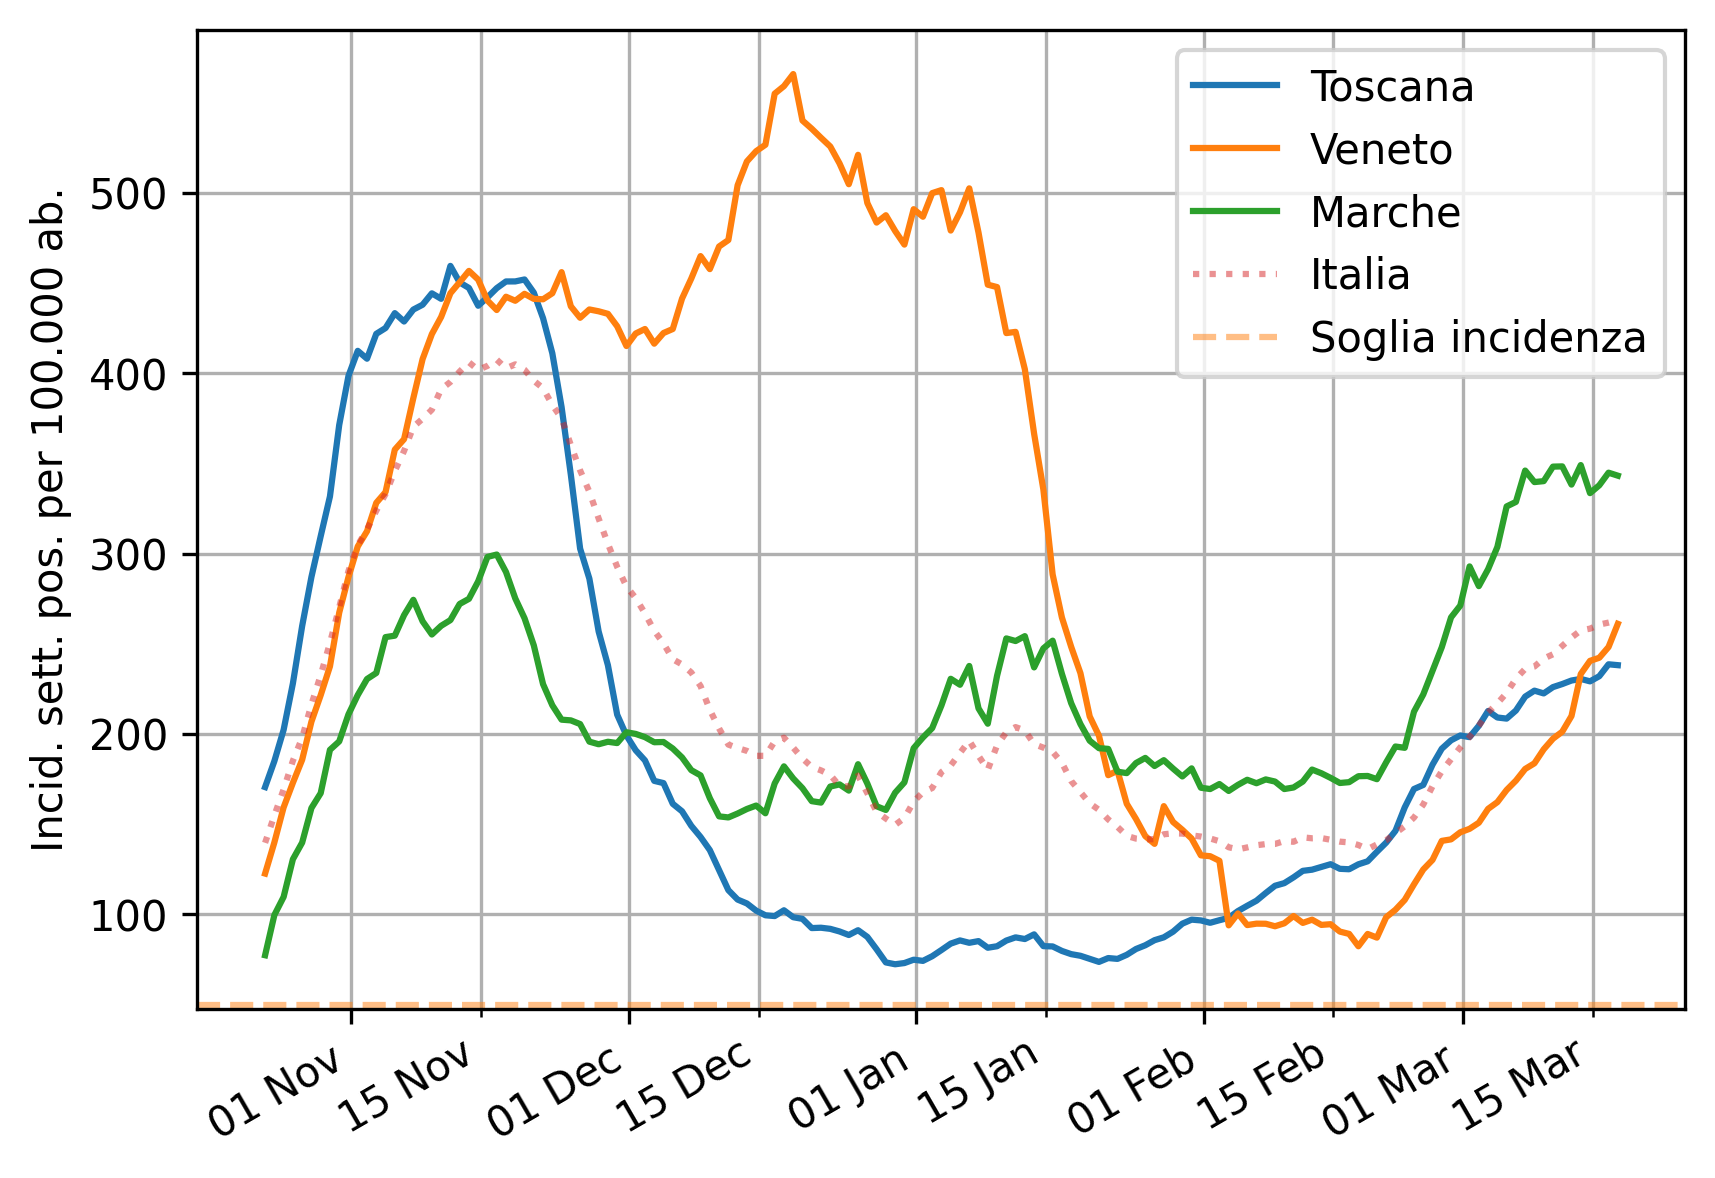 Incid. sett. pos. per 100.000 ab.
500
400
300
200
100
Toscana
Veneto
Marche
Italia
Soglia incidenza
01 Nov
15 Nov
01 Dec
15 Dec
01 Jan
15 Jan
01 Feb
15 Feb
01 Mar
15 Mar